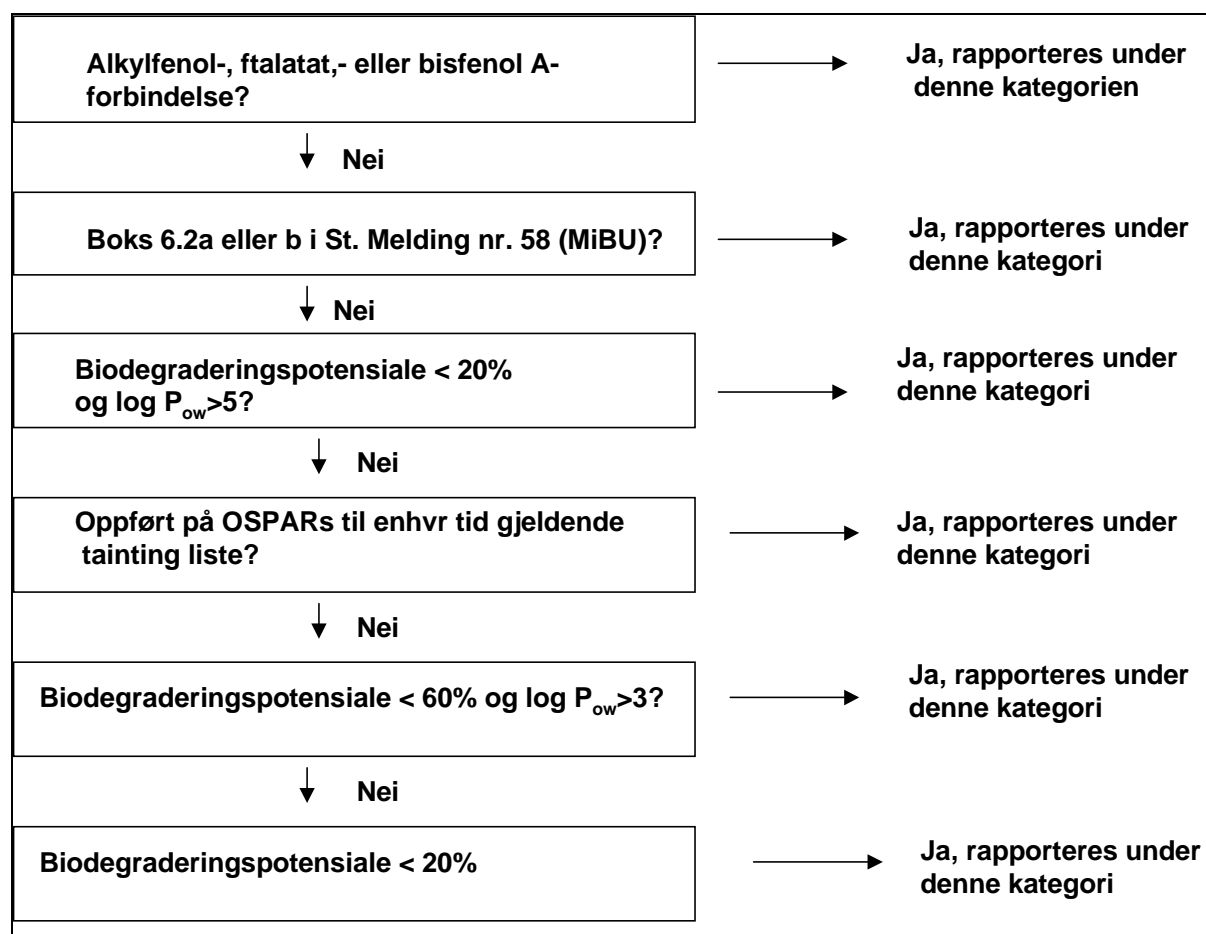 Alkylfenol-, ftalatat,- eller bisfenol A-
forbindelse?
Ja, rapporteres under
denne kategorien
Nei
Boks 6.2a eller b i St. Melding nr. 58 (MiBU)?
Ja, rapporteres under
denne kategori
Nei
Biodegraderingspotensiale < 20%
og log Pow>5?
Ja, rapporteres under
denne kategori
Nei
Oppført på OSPARs til enhvr tid gjeldende
tainting liste?
Ja, rapporteres under
denne kategori
Nei
Biodegraderingspotensiale < 60% og log Pow>3?
Ja, rapporteres under
denne kategori
Nei
Biodegraderingspotensiale < 20%
Ja, rapporteres under
denne kategori